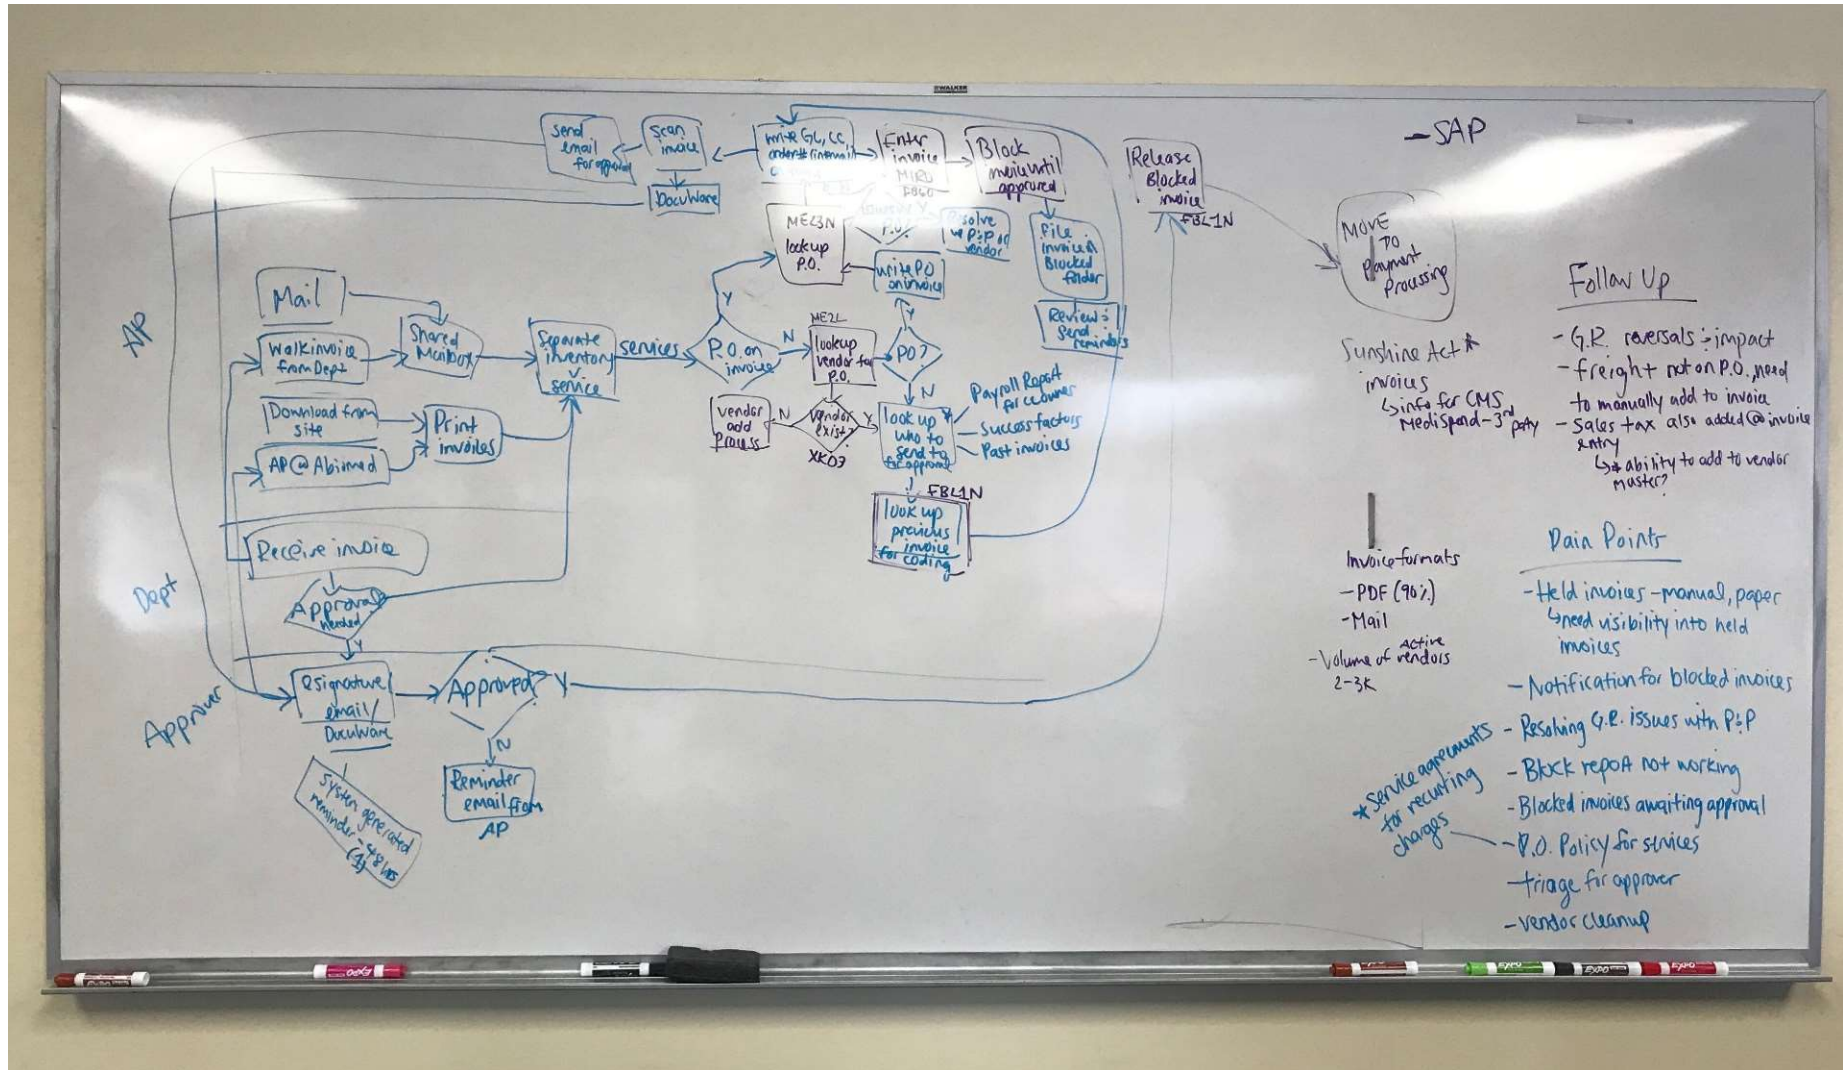 WALKER
AP
Dept
Approver
Send
email
for approval
Scan
invoice
DocuWare
write GL, CC,
order# (internal
Enter
invoice
MIRO
FB60
Block
invoice until
approved
Release
Blocked
invoice
FBL1N
- SAP
MOVE
TO
Payment
Processing
ME23N
lookup
P.O.
N
Y
P.O.
vendor
write PO
on invoice
File
invoice
Blocked
folder
Review
Send
reminders
Mail
Walk invoice
from Dept
Shared
Mailbox
Download from
site
AP@Abiomed
Print
invoices
Separate
inventory
v
service
services
P.O. on
invoice
Y
N
ME2L
lookup
vendor for
P.O.
PO?
Y
N
vendor
exist?
XK03
N
Y
vendor
add
process
look up
who to
send to
for approval
Payroll Report
Success factors
Past invoices
FBL1N
look up
previous
invoice
for coding
Receive invoice
Approval
needed
Y
esignature
email/
DocuWare
Approved
Y
N
Reminder
email from
AP
System generated
reminder - 48 hrs
Sunshine Act *
invoices
↳info for CMS
Medispend - 3rd party
Invoice formats
- PDF (90%)
- Mail
- Volume of Active vendors
2-3K
Follow Up
- G.R. reversals ÷ impact
- freight not on P.O., need
to manually add to invoice
- Sales tax also added @ invoice
entry
↳* ability to add to vendor
master?
Pain Points
- Held invoices - manual, paper
↳need visibility into held
invoices
- Notification for blocked invoices
- Resolving G.R. issues with P÷P
- Block report not working
- Blocked invoices awaiting approval
- P.O. Policy for services
- triage for approver
- vendor cleanup
* Service agreements
for recurring
charges
EXPO
EXPO
EXPO
EXPO
EXPO